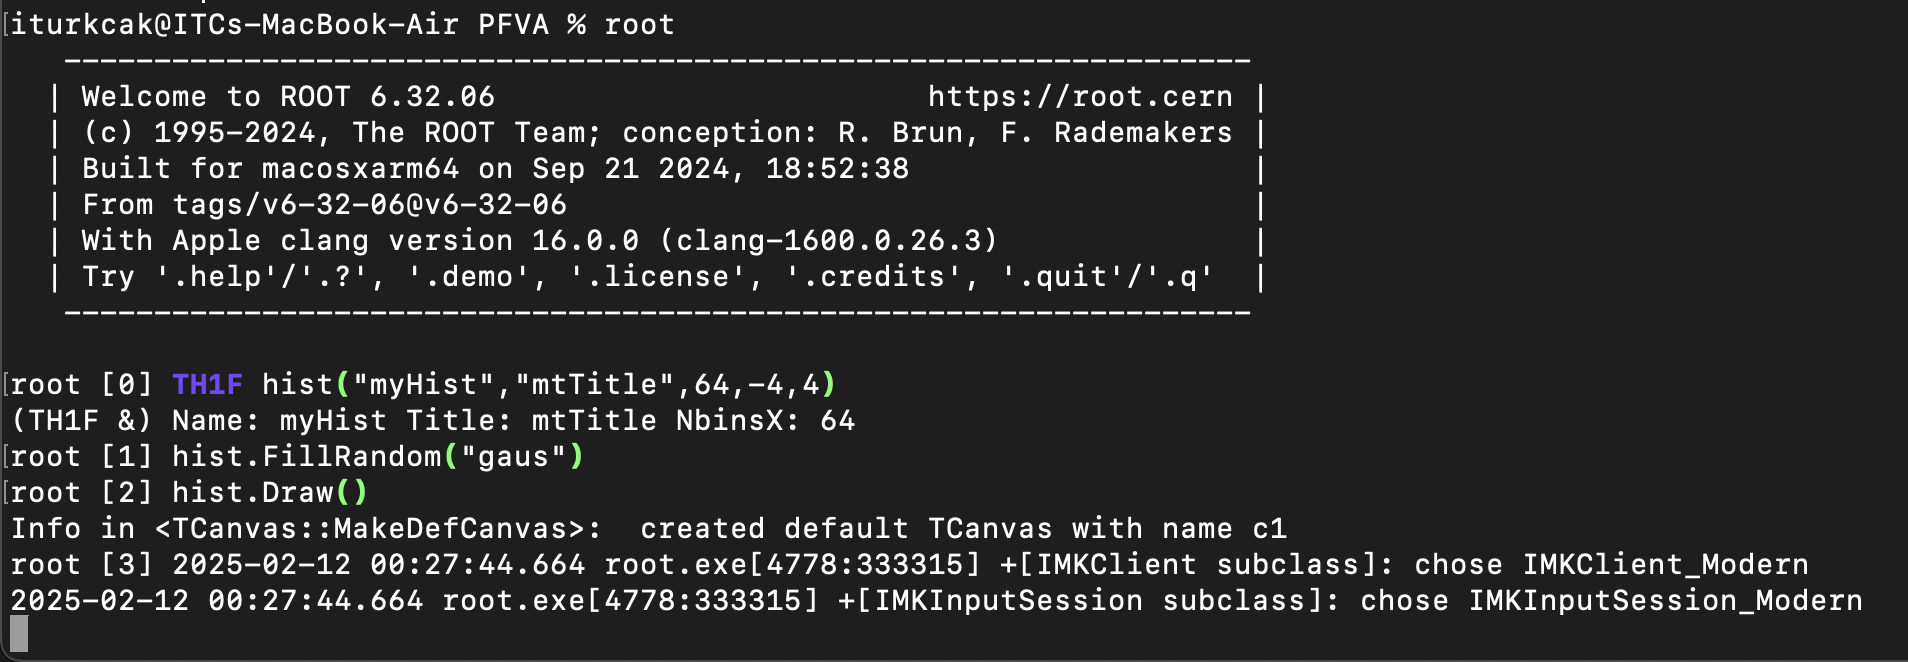 iturkcak@ITCs-MacBook-Air PFVA % root
------------------------------------------------------------------
| Welcome to ROOT 6.32.06                        https://root.cern |
| (c) 1995-2024, The ROOT Team; conception: R. Brun, F. Rademakers |
| Built for macosxarm64 on Sep 21 2024, 18:52:38                   |
| From tags/v6-32-06@v6-32-06                                      |
| With Apple clang version 16.0.0 (clang-1600.0.26.3)              |
| Try '.help'/'.?', '.demo', '.license', '.credits', '.quit'/'.q'  |
------------------------------------------------------------------
root [0] TH1F hist("myHist","mtTitle",64,-4,4)
(TH1F &) Name: myHist Title: mtTitle NbinsX: 64
root [1] hist.FillRandom("gaus")
root [2] hist.Draw()
Info in <TCanvas::MakeDefCanvas>:  created default TCanvas with name c1
root [3] 2025-02-12 00:27:44.664 root.exe[4778:333315] +[IMKClient subclass]: chose IMKClient_Modern
2025-02-12 00:27:44.664 root.exe[4778:333315] +[IMKInputSession subclass]: chose IMKInputSession_Modern